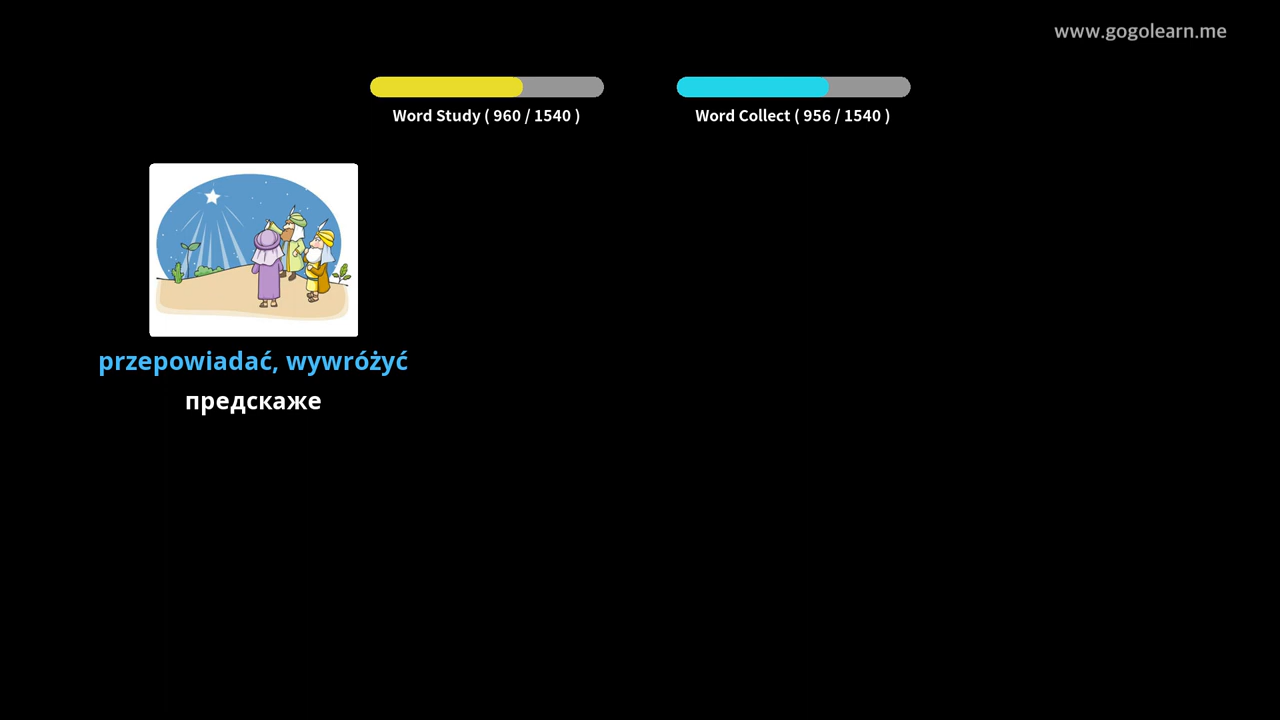 www.gogolearn.me
Word Study ( 960 / 1540 )
Word Collect ( 956 / 1540 )
przepowiadać, wywróżyć
предскаже